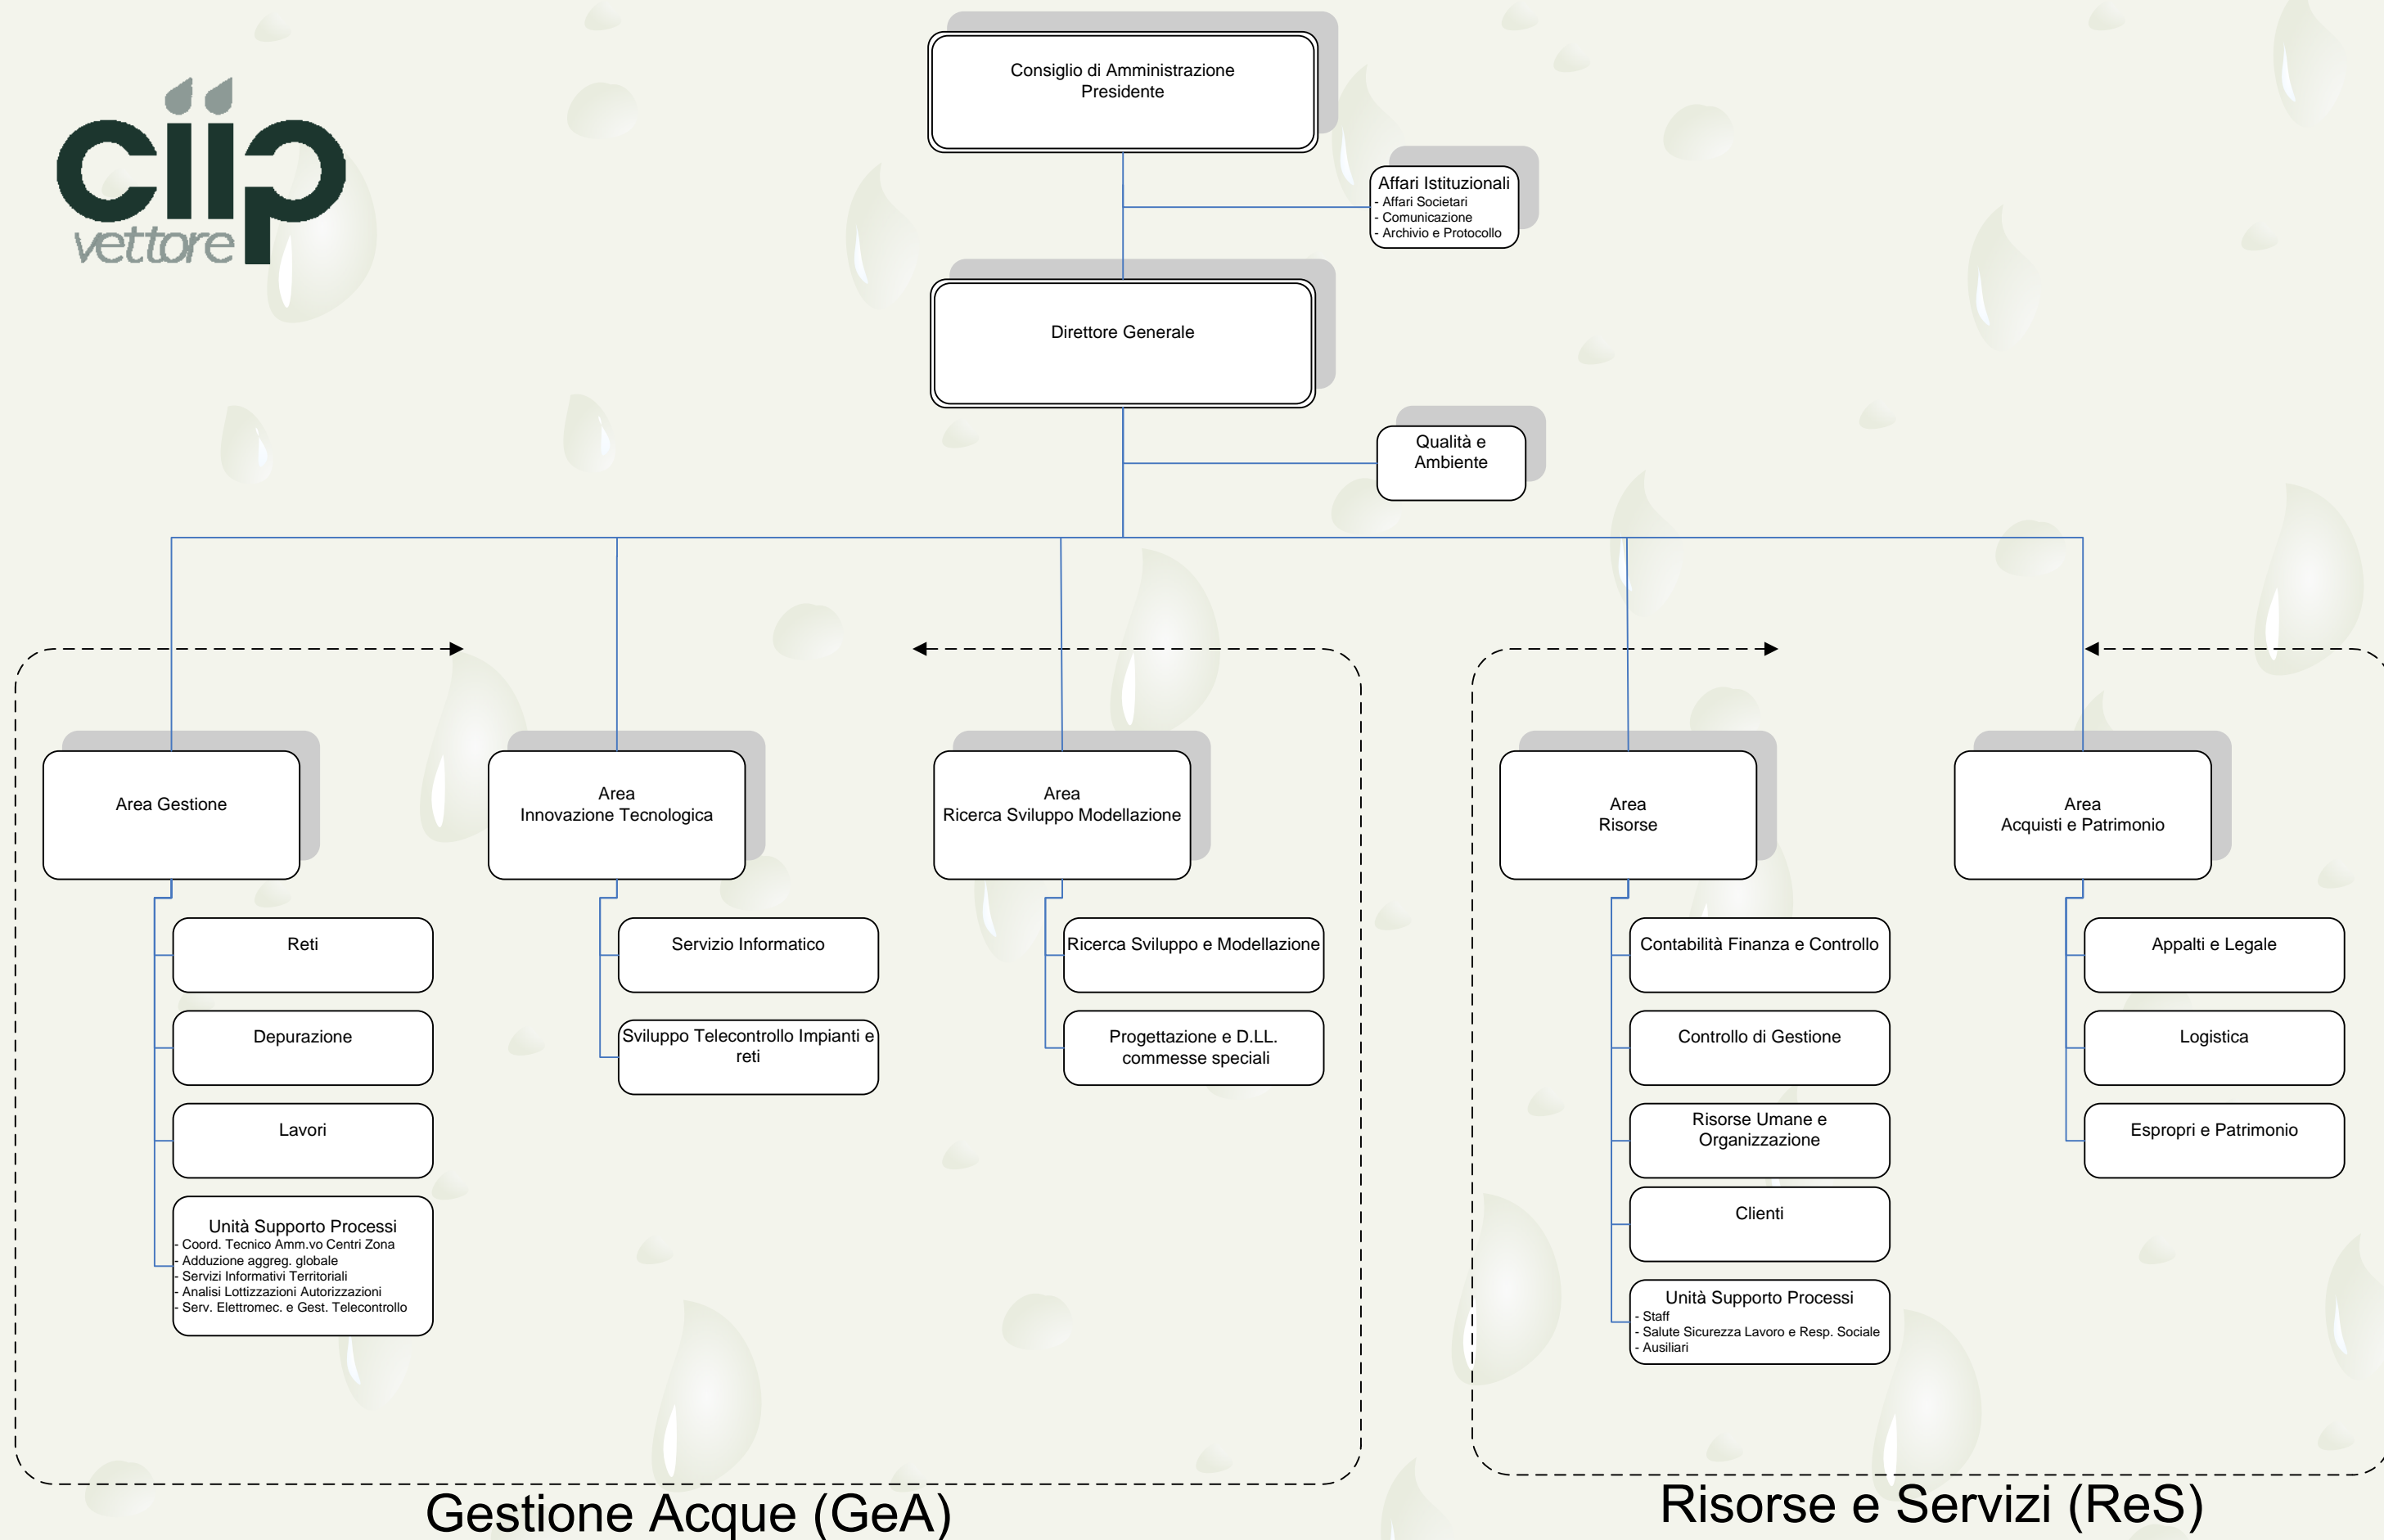 ciip
vettore
Consiglio di Amministrazione
Presidente
Affari Istituzionali
- Affari Societari
- Comunicazione
- Archivio e Protocollo
Direttore Generale
Qualità e
Ambiente
Area Gestione
Reti
Depurazione
Lavori
Unità Supporto Processi
- Coord. Tecnico Amm.vo Centri Zona
- Adduzione aggreg. globale
- Servizi Informativi Territoriali
- Analisi Lottizzazioni Autorizzazioni
- Serv. Elettromec. e Gest. Telecontrollo
Area
Innovazione Tecnologica
Servizio Informatico
Sviluppo Telecontrollo Impianti e
reti
Area
Ricerca Sviluppo Modellazione
Ricerca Sviluppo e Modellazione
Progettazione e D.LL.
commesse speciali
Area
Risorse
Contabilità Finanza e Controllo
Controllo di Gestione
Risorse Umane e
Organizzazione
Clienti
Unità Supporto Processi
- Staff
- Salute Sicurezza Lavoro e Resp. Sociale
- Ausiliari
Area
Acquisti e Patrimonio
Appalti e Legale
Logistica
Espropri e Patrimonio
Gestione Acque (GeA)
Risorse e Servizi (ReS)